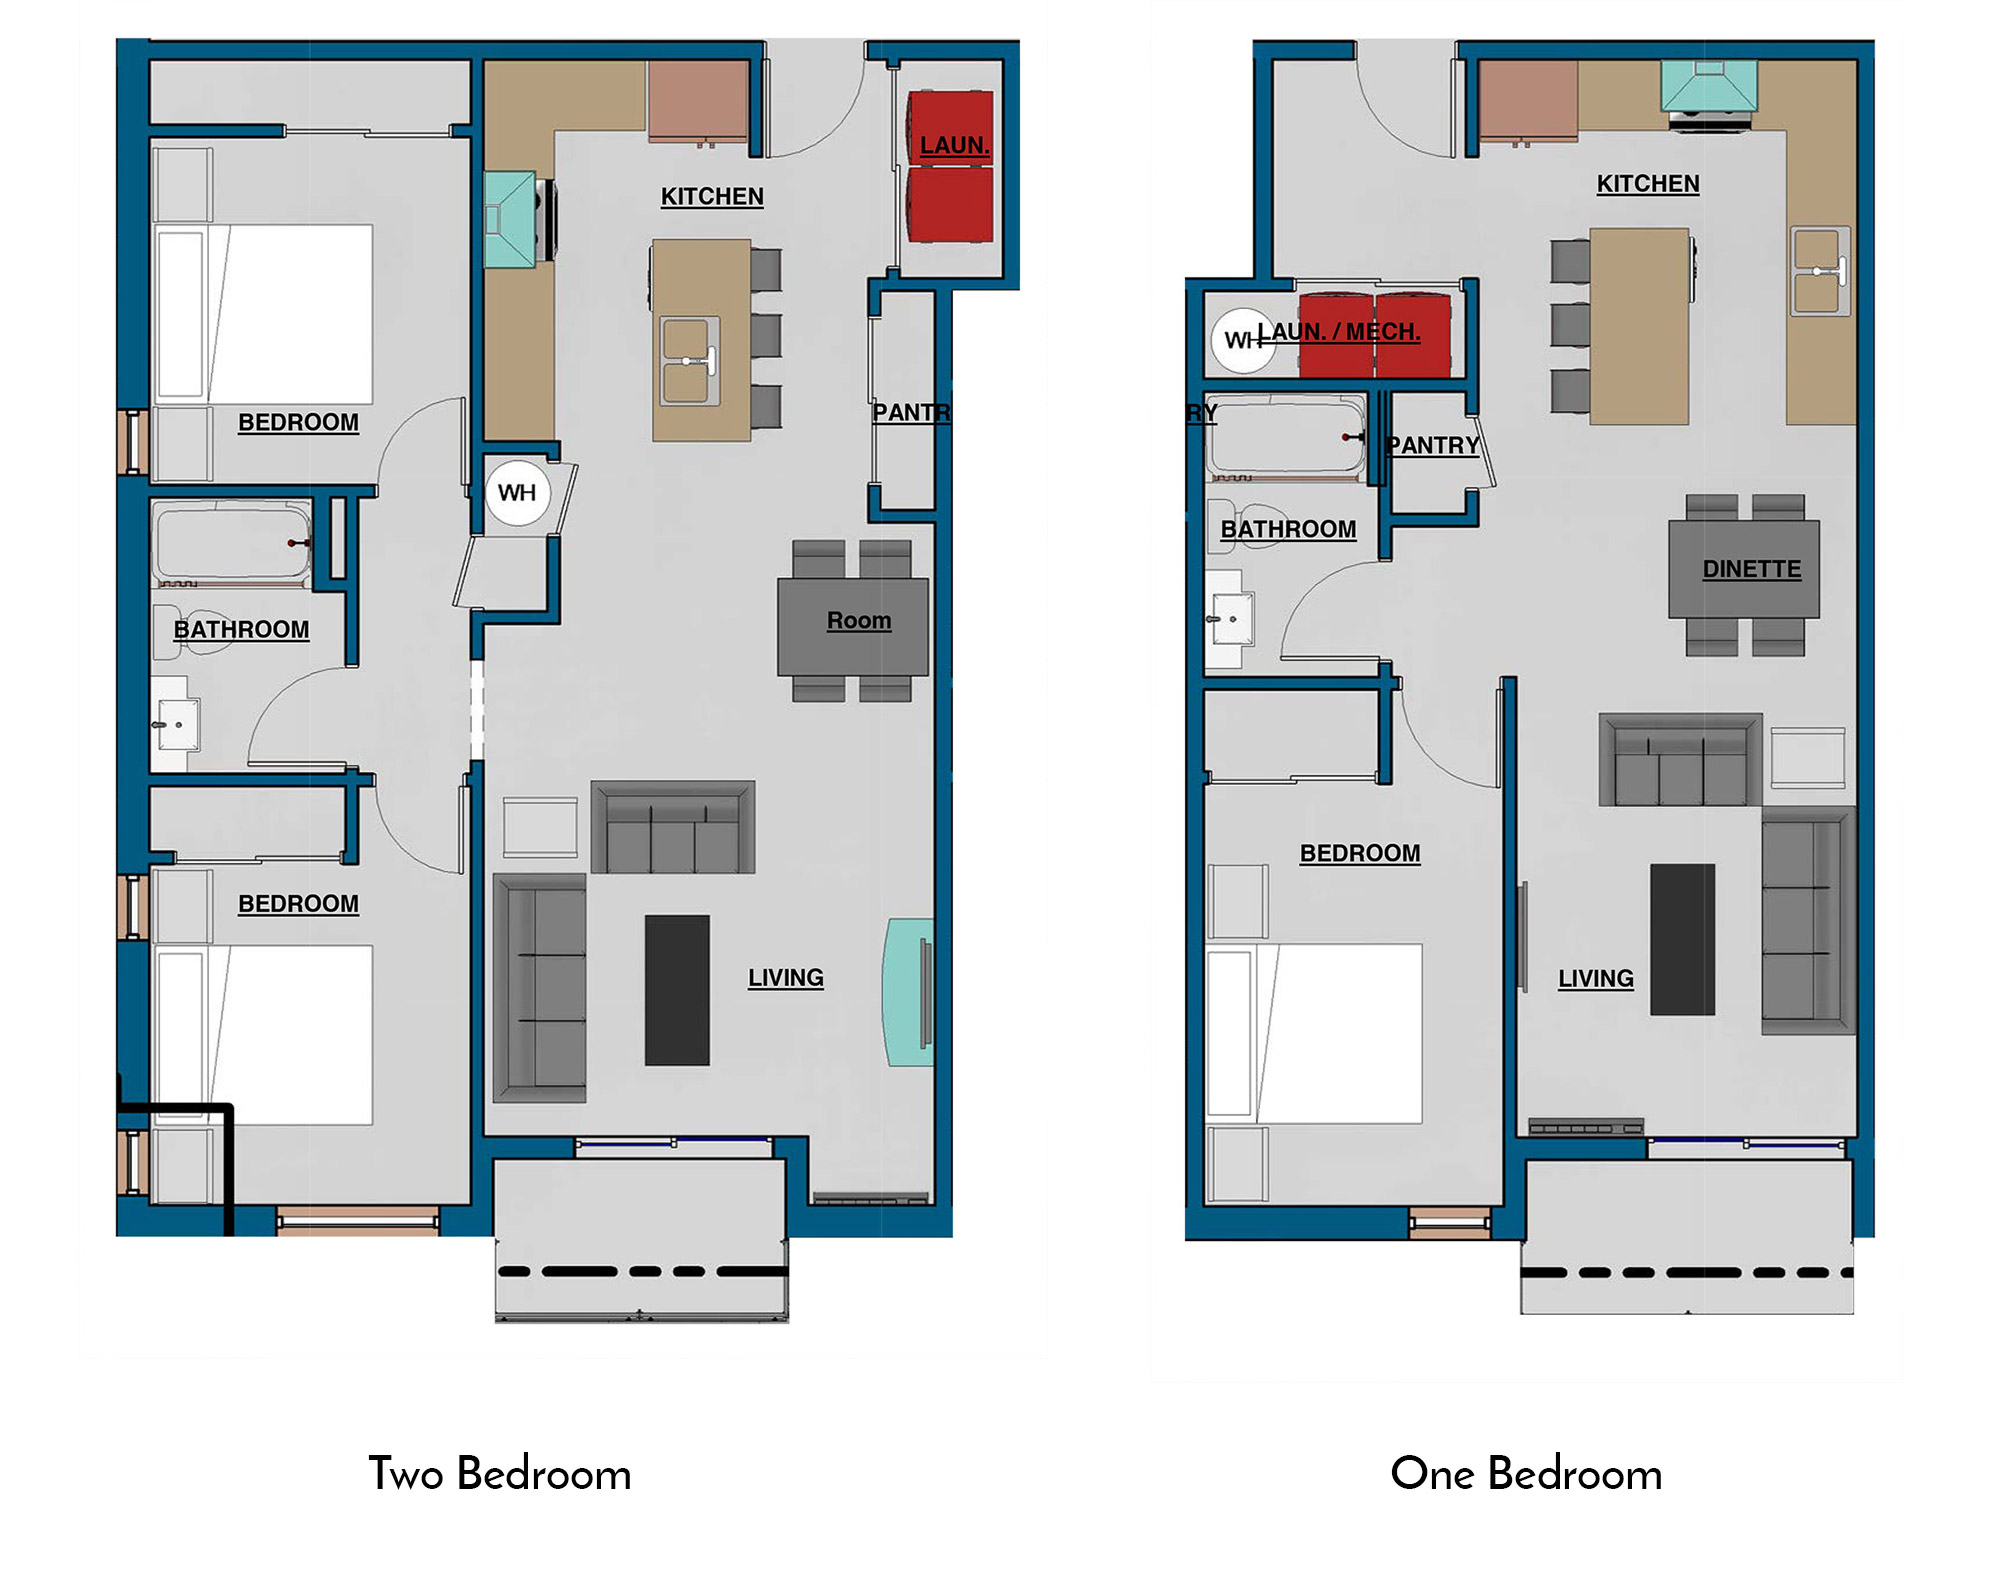 LAUN.
KITCHEN
BEDROOM
PANTR
WH
BATHROOM
Room
BEDROOM
LIVING
KITCHEN
WH
LAUN. / MECH.
RY
PANTRY
BATHROOM
DINETTE
BEDROOM
LIVING
Two Bedroom
One Bedroom